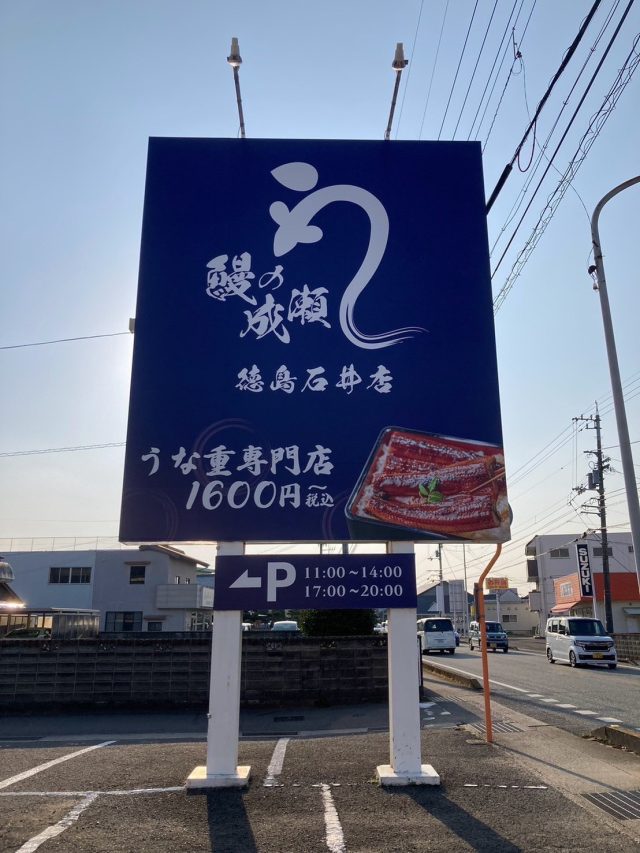 鰻の
成瀬
徳島石井店
うな重専門店
1600円～税込
P 11:00～14:00
17:00～20:00
SUZUKI